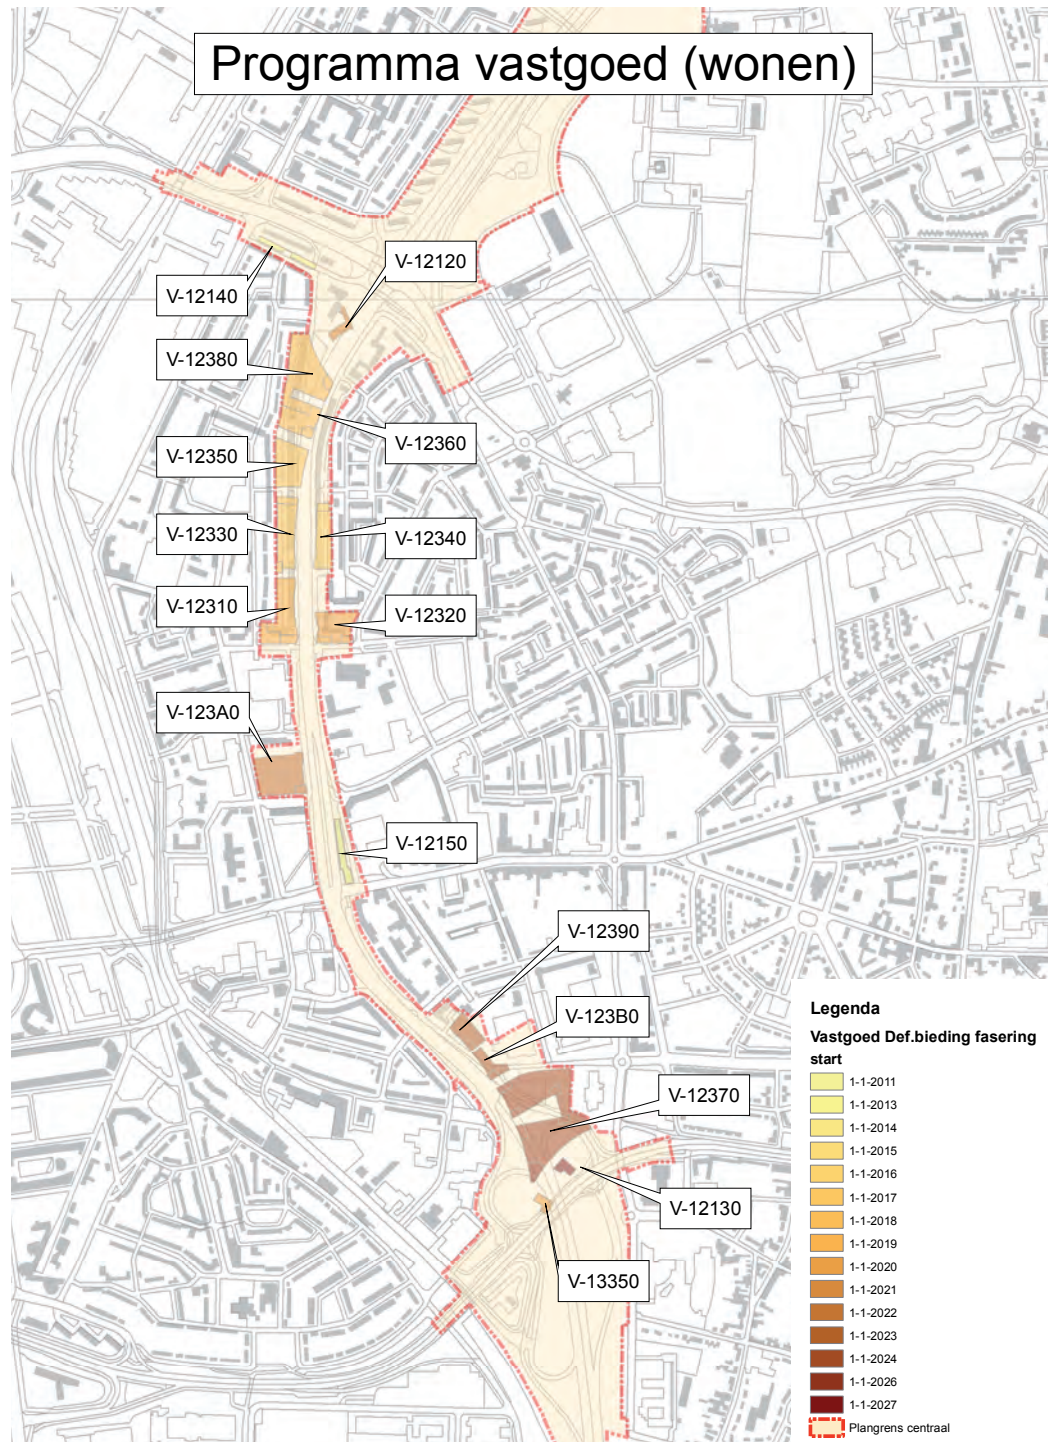 Programma vastgoed (wonen)
V-12120
V-12140
V-12380
V-12360
V-12350
V-12330
V-12340
V-12310
V-12320
V-123A0
V-12150
V-12390
V-123B0
V-12370
V-12130
V-13350
Legenda
Vastgoed Def.bieding fasering
start
1-1-2011
1-1-2013
1-1-2014
1-1-2015
1-1-2016
1-1-2017
1-1-2018
1-1-2019
1-1-2020
1-1-2021
1-1-2022
1-1-2023
1-1-2024
1-1-2026
1-1-2027
Plangrens centraal